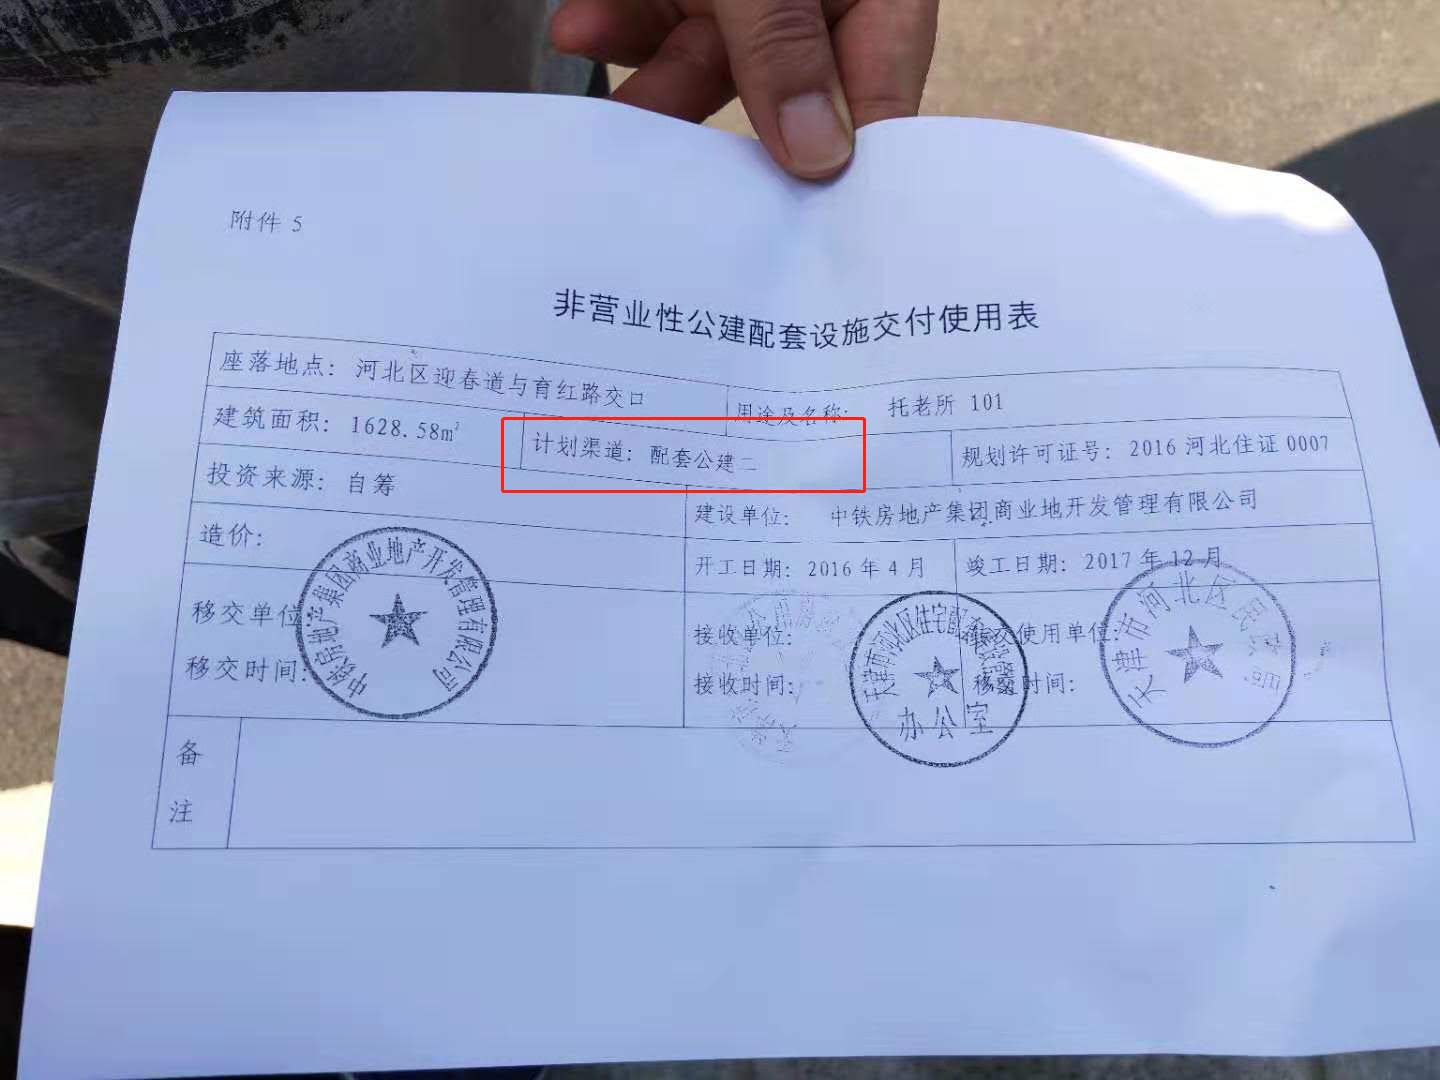 附件 5
非营业性公建配套设施交付使用表
座落地点: 河北区迎春道与育红路交口
用途及名称: 托老所 101
建筑面积: 1628.58m²
计划渠道: 配套公建二
规划许可证号: 2016 河北住证 0007
投资来源: 自筹
建设单位: 中铁房地产集团商业地开发管理有限公司
造价:
开工日期: 2016 年 4 月
竣工日期: 2017 年 12 月
移交单位
移交时间:
接收单位:
接收时间:
使用单位:
时间:
中铁房地产集团商业地产开发管理有限公司
天津市河北区住宅配
办公室
天津市河北区民政局
备
注